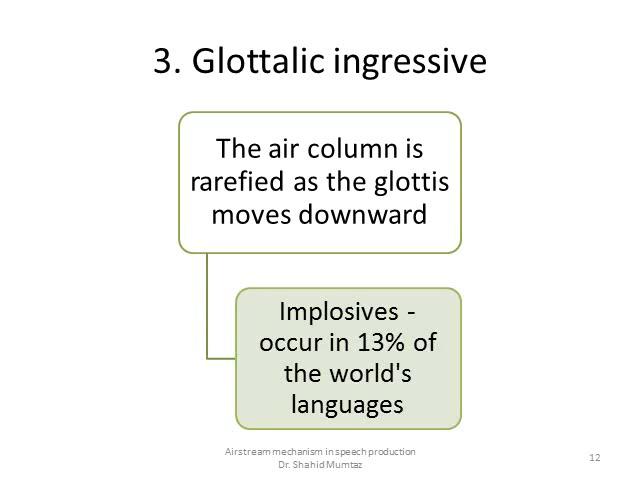 3. Glottalic ingressive
The air column is
rarefied as the glottis
moves downward
Implosives -
occur in 13% of
the world's
languages
Airstream mechanism in speech production
Dr. Shahid Mumtaz
12